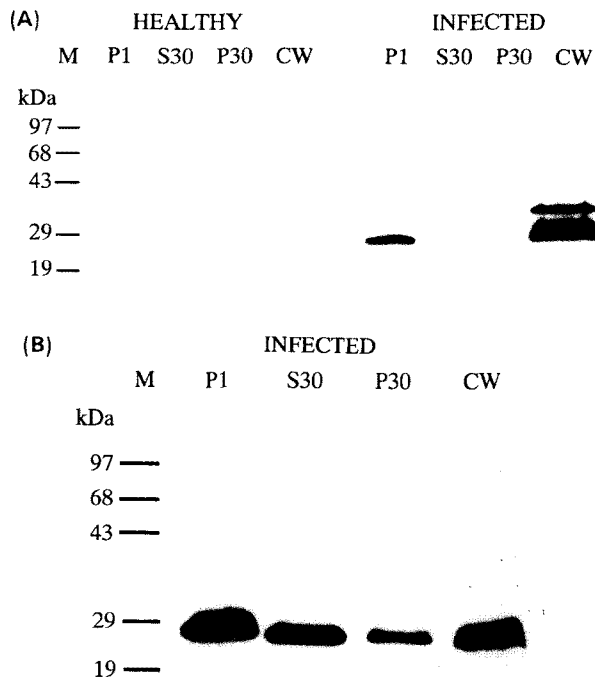 (A) HEALTHY INFECTED
M P1 S30 P30 CW P1 S30 P30 CW
kDa
97
68
43
29
19
(B) INFECTED
M P1 S30 P30 CW
kDa
97
68
43
29
19